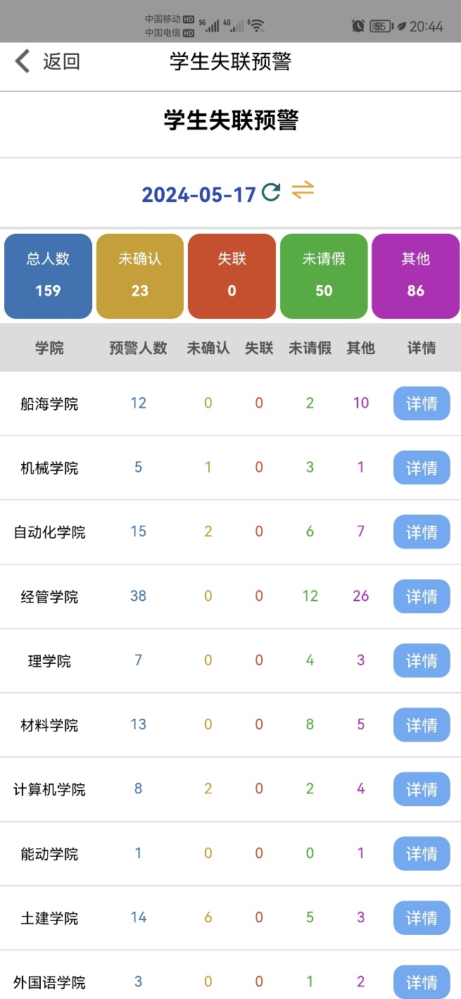 中国移动 HD 5G 4G 6 55 20:44
中国电信 HD
返回 学生失联预警
学生失联预警
2024-05-17
总人数 未确认 失联 未请假 其他
159 23 0 50 86
学院 预警人数 未确认 失联 未请假 其他 详情
船海学院 12 0 0 2 10 详情
机械学院 5 1 0 3 1 详情
自动化学院 15 2 0 6 7 详情
经管学院 38 0 0 12 26 详情
理学院 7 0 0 4 3 详情
材料学院 13 0 0 8 5 详情
计算机学院 8 2 0 2 4 详情
能动学院 1 0 0 0 1 详情
土建学院 14 6 0 5 3 详情
外国语学院 3 0 0 1 2 详情